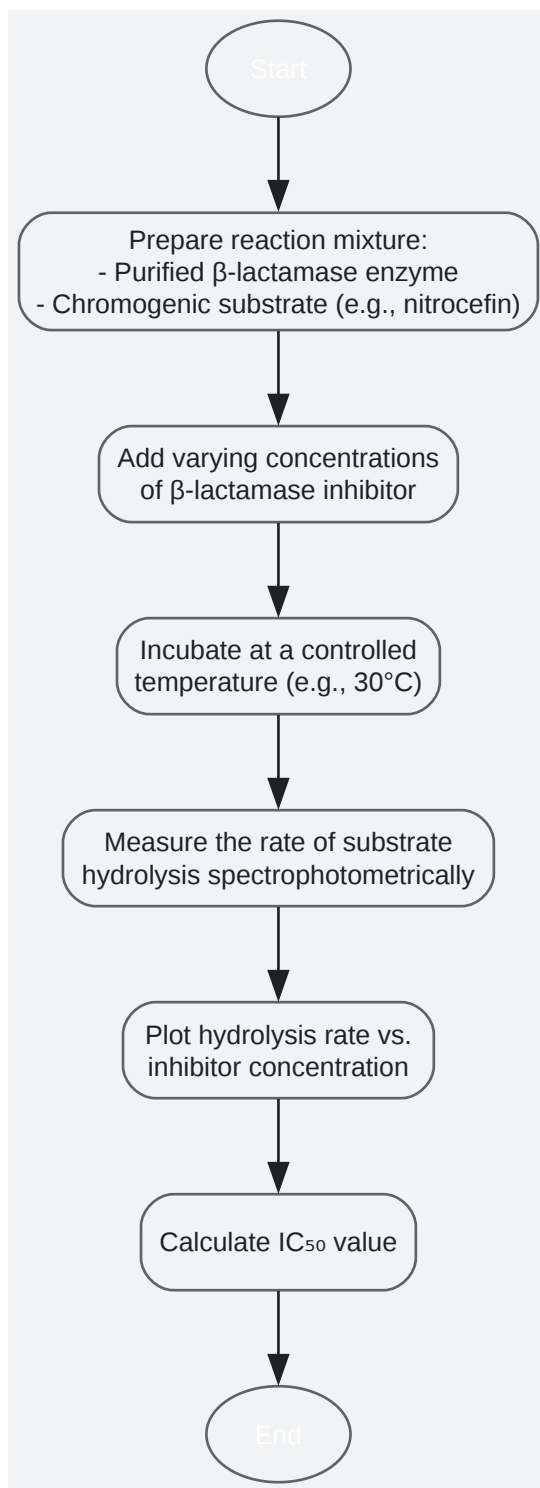 Start
Prepare reaction mixture:
- Purified β-lactamase enzyme
- Chromogenic substrate (e.g., nitrocefin)
Add varying concentrations
of β-lactamase inhibitor
Incubate at a controlled
temperature (e.g., 30°C)
Measure the rate of substrate
hydrolysis spectrophotometrically
Plot hydrolysis rate vs.
inhibitor concentration
Calculate IC₅₀ value
End